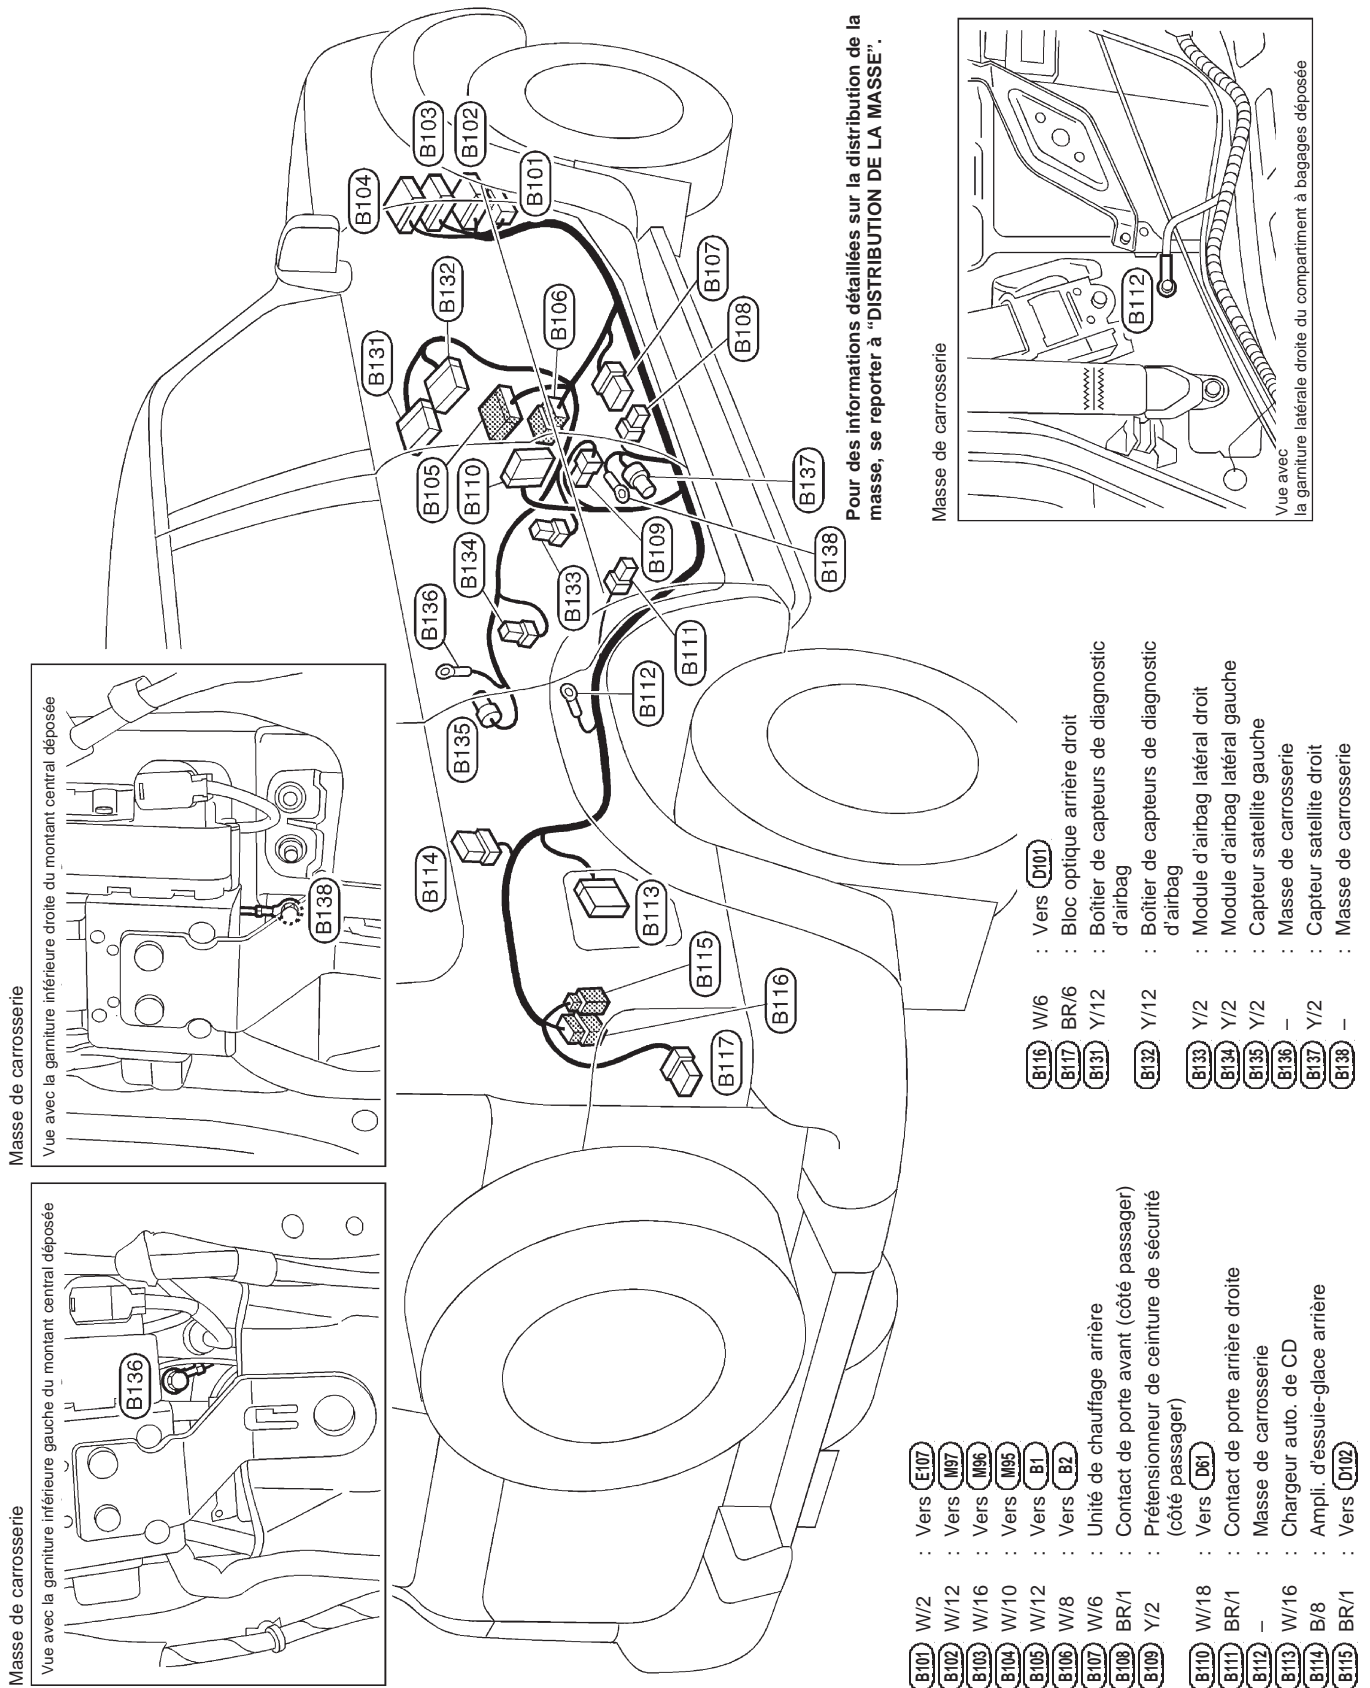 Masse de carrosserie
Vue avec la garniture inférieure gauche du montant central déposée
B136
Masse de carrosserie
Vue avec la garniture inférieure droite du montant central déposée
B138
B104
B103
B102
B101
B131
B132
B106
B107
B108
B105
B110
B137
B138
B109
B133
B134
B136
B135
B111
B112
B114
B113
B115
B116
B117
Pour des informations détaillées sur la distribution de la
masse, se reporter à “DISTRIBUTION DE LA MASSE”.
Masse de carrosserie
B112
Vue avec
la garniture latérale droite du compartiment à bagages déposée
B101 W/2 : Vers E107
B102 W/12 : Vers M97
B103 W/16 : Vers M96
B104 W/10 : Vers M95
B105 W/12 : Vers B1
B106 W/8 : Vers B2
B107 W/6 : Unité de chauffage arrière
B108 BR/1 : Contact de porte avant (côté passager)
B109 Y/2 : Prétensionneur de ceinture de sécurité
(côté passager)
B110 W/18 : Vers D61
B111 BR/1 : Contact de porte arrière droite
B112 – : Masse de carrosserie
B113 W/16 : Chargeur auto. de CD
B114 B/8 : Ampli. d'essuie-glace arrière
B115 BR/1 : Vers D102
B116 W/6 : Vers D101
B117 BR/6 : Bloc optique arrière droit
B131 Y/12 : Boîtier de capteurs de diagnostic
d'airbag
B132 Y/12 : Boîtier de capteurs de diagnostic
d'airbag
B133 Y/2 : Module d'airbag latéral droit
B134 Y/2 : Module d'airbag latéral gauche
B135 Y/2 : Capteur satellite gauche
B136 – : Masse de carrosserie
B137 Y/2 : Capteur satellite droit
B138 – : Masse de carrosserie